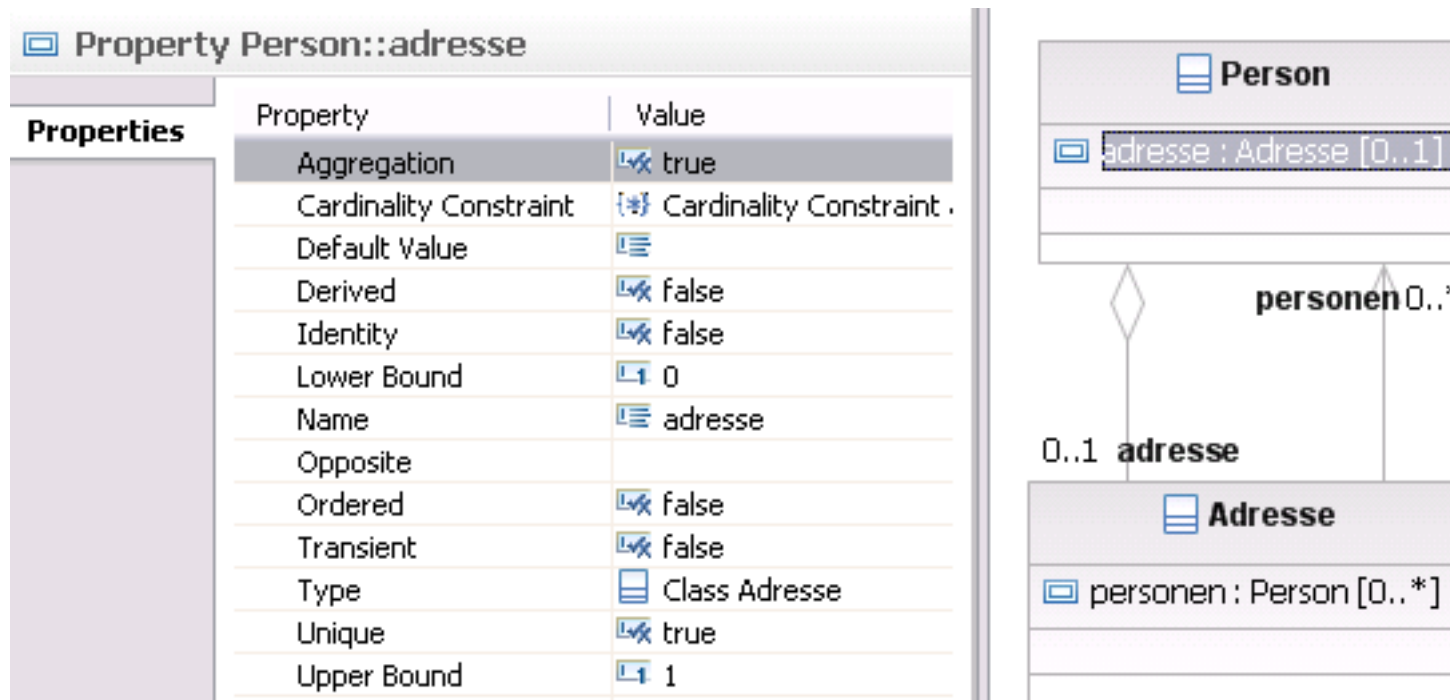 Property Person::adresse
Properties
Property Value
Aggregation true
Cardinality Constraint Cardinality Constraint
Default Value
Derived false
Identity false
Lower Bound 0
Name adresse
Opposite
Ordered false
Transient false
Type Class Adresse
Unique true
Upper Bound 1
Person
adresse : Adresse [0..1]
personen 0..*
0..1 adresse
Adresse
personen : Person [0..*]